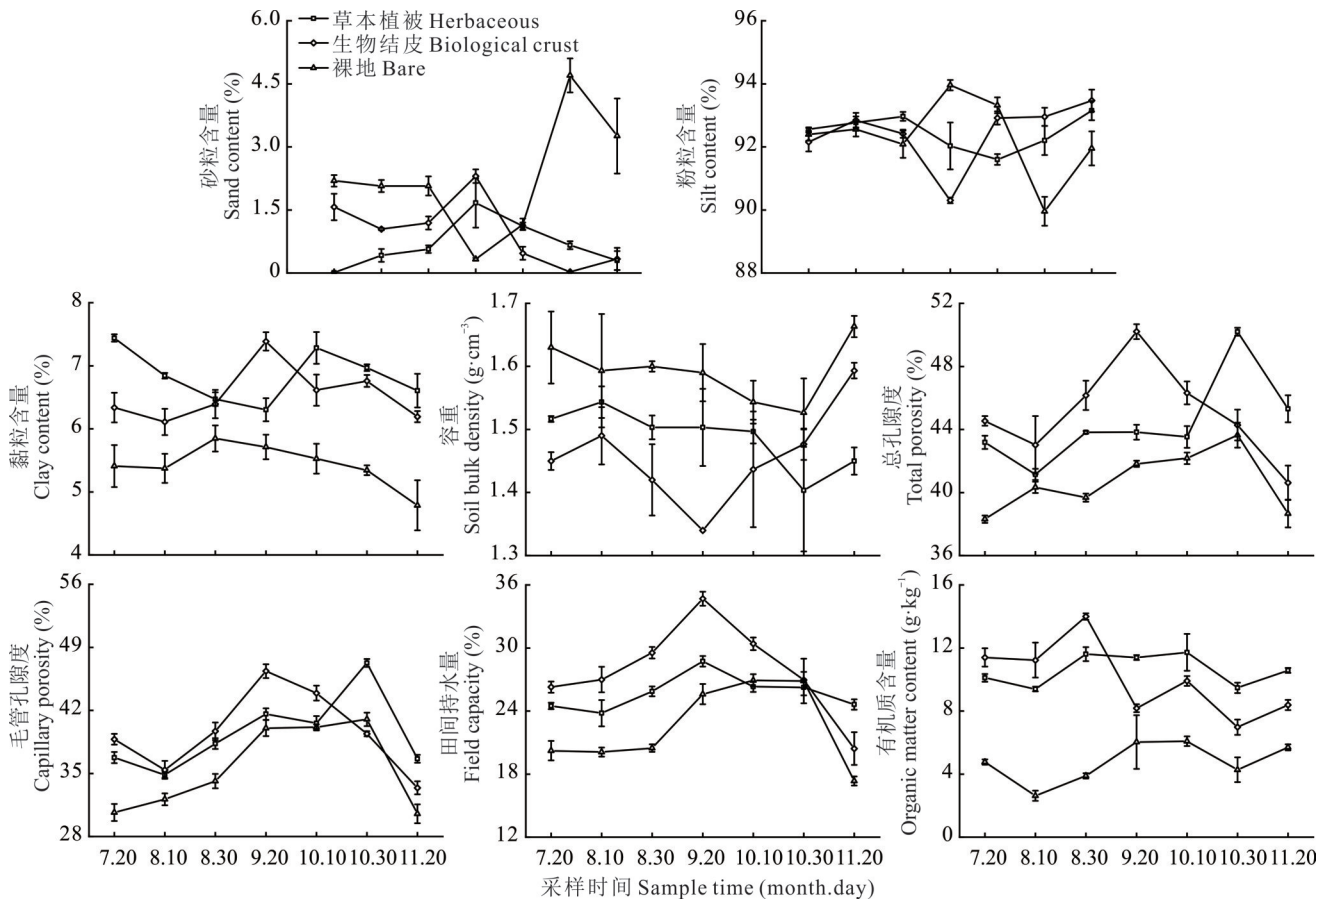 草本植被 Herbaceous
生物结皮 Biological crust
裸地 Bare
砂粒含量
Sand content (%)
6.0
4.5
3.0
1.5
0
粉粒含量
Silt content (%)
96
94
92
90
88
黏粒含量
Clay content (%)
8
7
6
5
4
容重
Soil bulk density (g·cm⁻³)
1.7
1.6
1.5
1.4
1.3
总孔隙度
Total porosity (%)
52
48
44
40
36
毛管孔隙度
Capillary porosity (%)
56
49
42
35
28
7.20 8.10 8.30 9.20 10.10 10.30 11.20
田间持水量
Field capacity (%)
36
30
24
18
12
7.20 8.10 8.30 9.20 10.10 10.30 11.20
有机质含量
Organic matter content (g·kg⁻¹)
16
12
8
4
0
7.20 8.10 8.30 9.20 10.10 10.30 11.20
采样时间 Sample time (month.day)